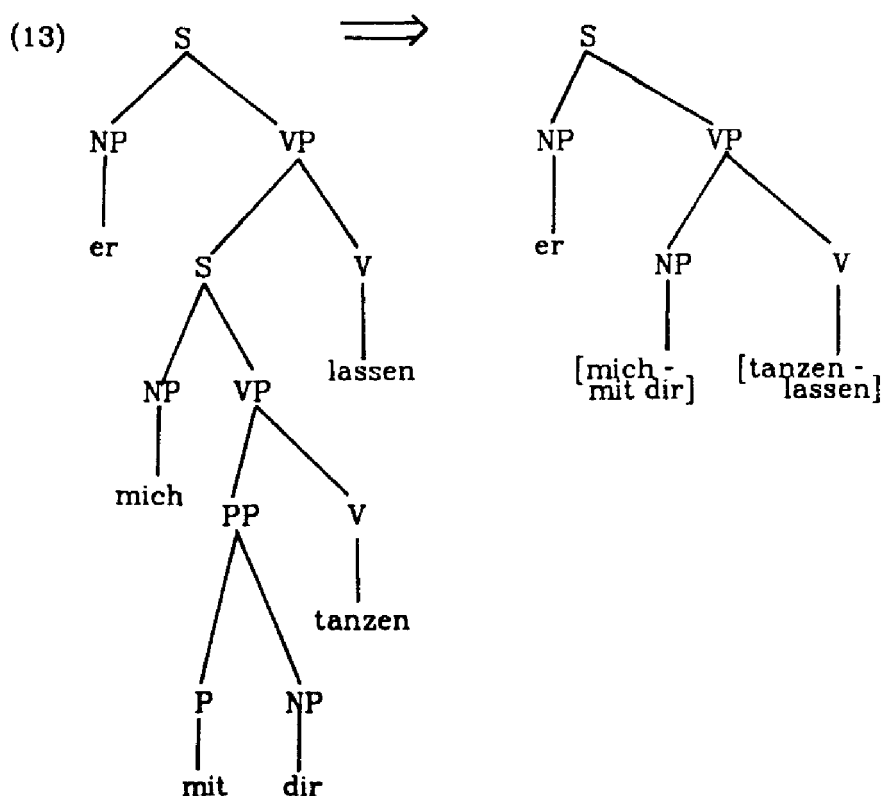 (13) S ⟹ S
NP VP NP VP
er S V er NP V
NP VP lassen [mich - [tanzen -
mit dir] lassen]
mich PP V
tanzen
P NP
mit dir